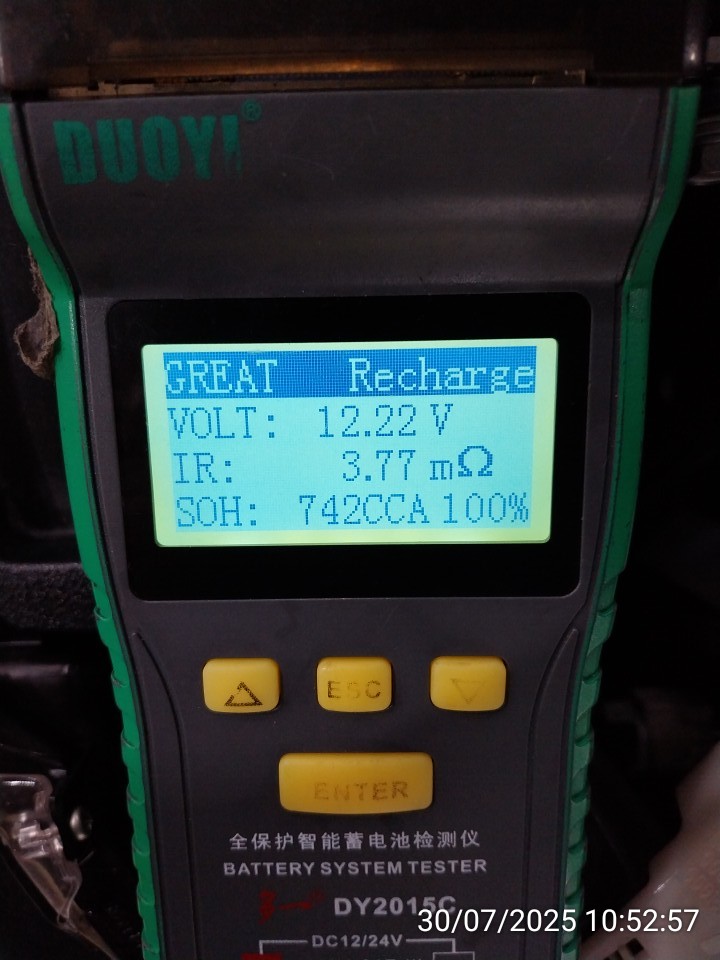 DUOYI®
GREAT Recharge
VOLT: 12.22 V
IR: 3.77 mΩ
SOH: 742CCA 100%
ESC
ENTER
全保护智能蓄电池检测仪
BATTERY SYSTEM TESTER
DY2015C
30/07/2025 10:52:57
DC12/24V